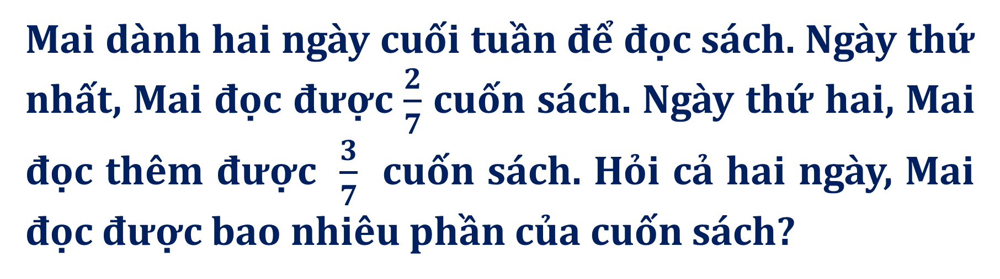 Mai dành hai ngày cuối tuần để đọc sách. Ngày thứ
nhất, Mai đọc được 2/7 cuốn sách. Ngày thứ hai, Mai
đọc thêm được 3/7 cuốn sách. Hỏi cả hai ngày, Mai
đọc được bao nhiêu phần của cuốn sách?